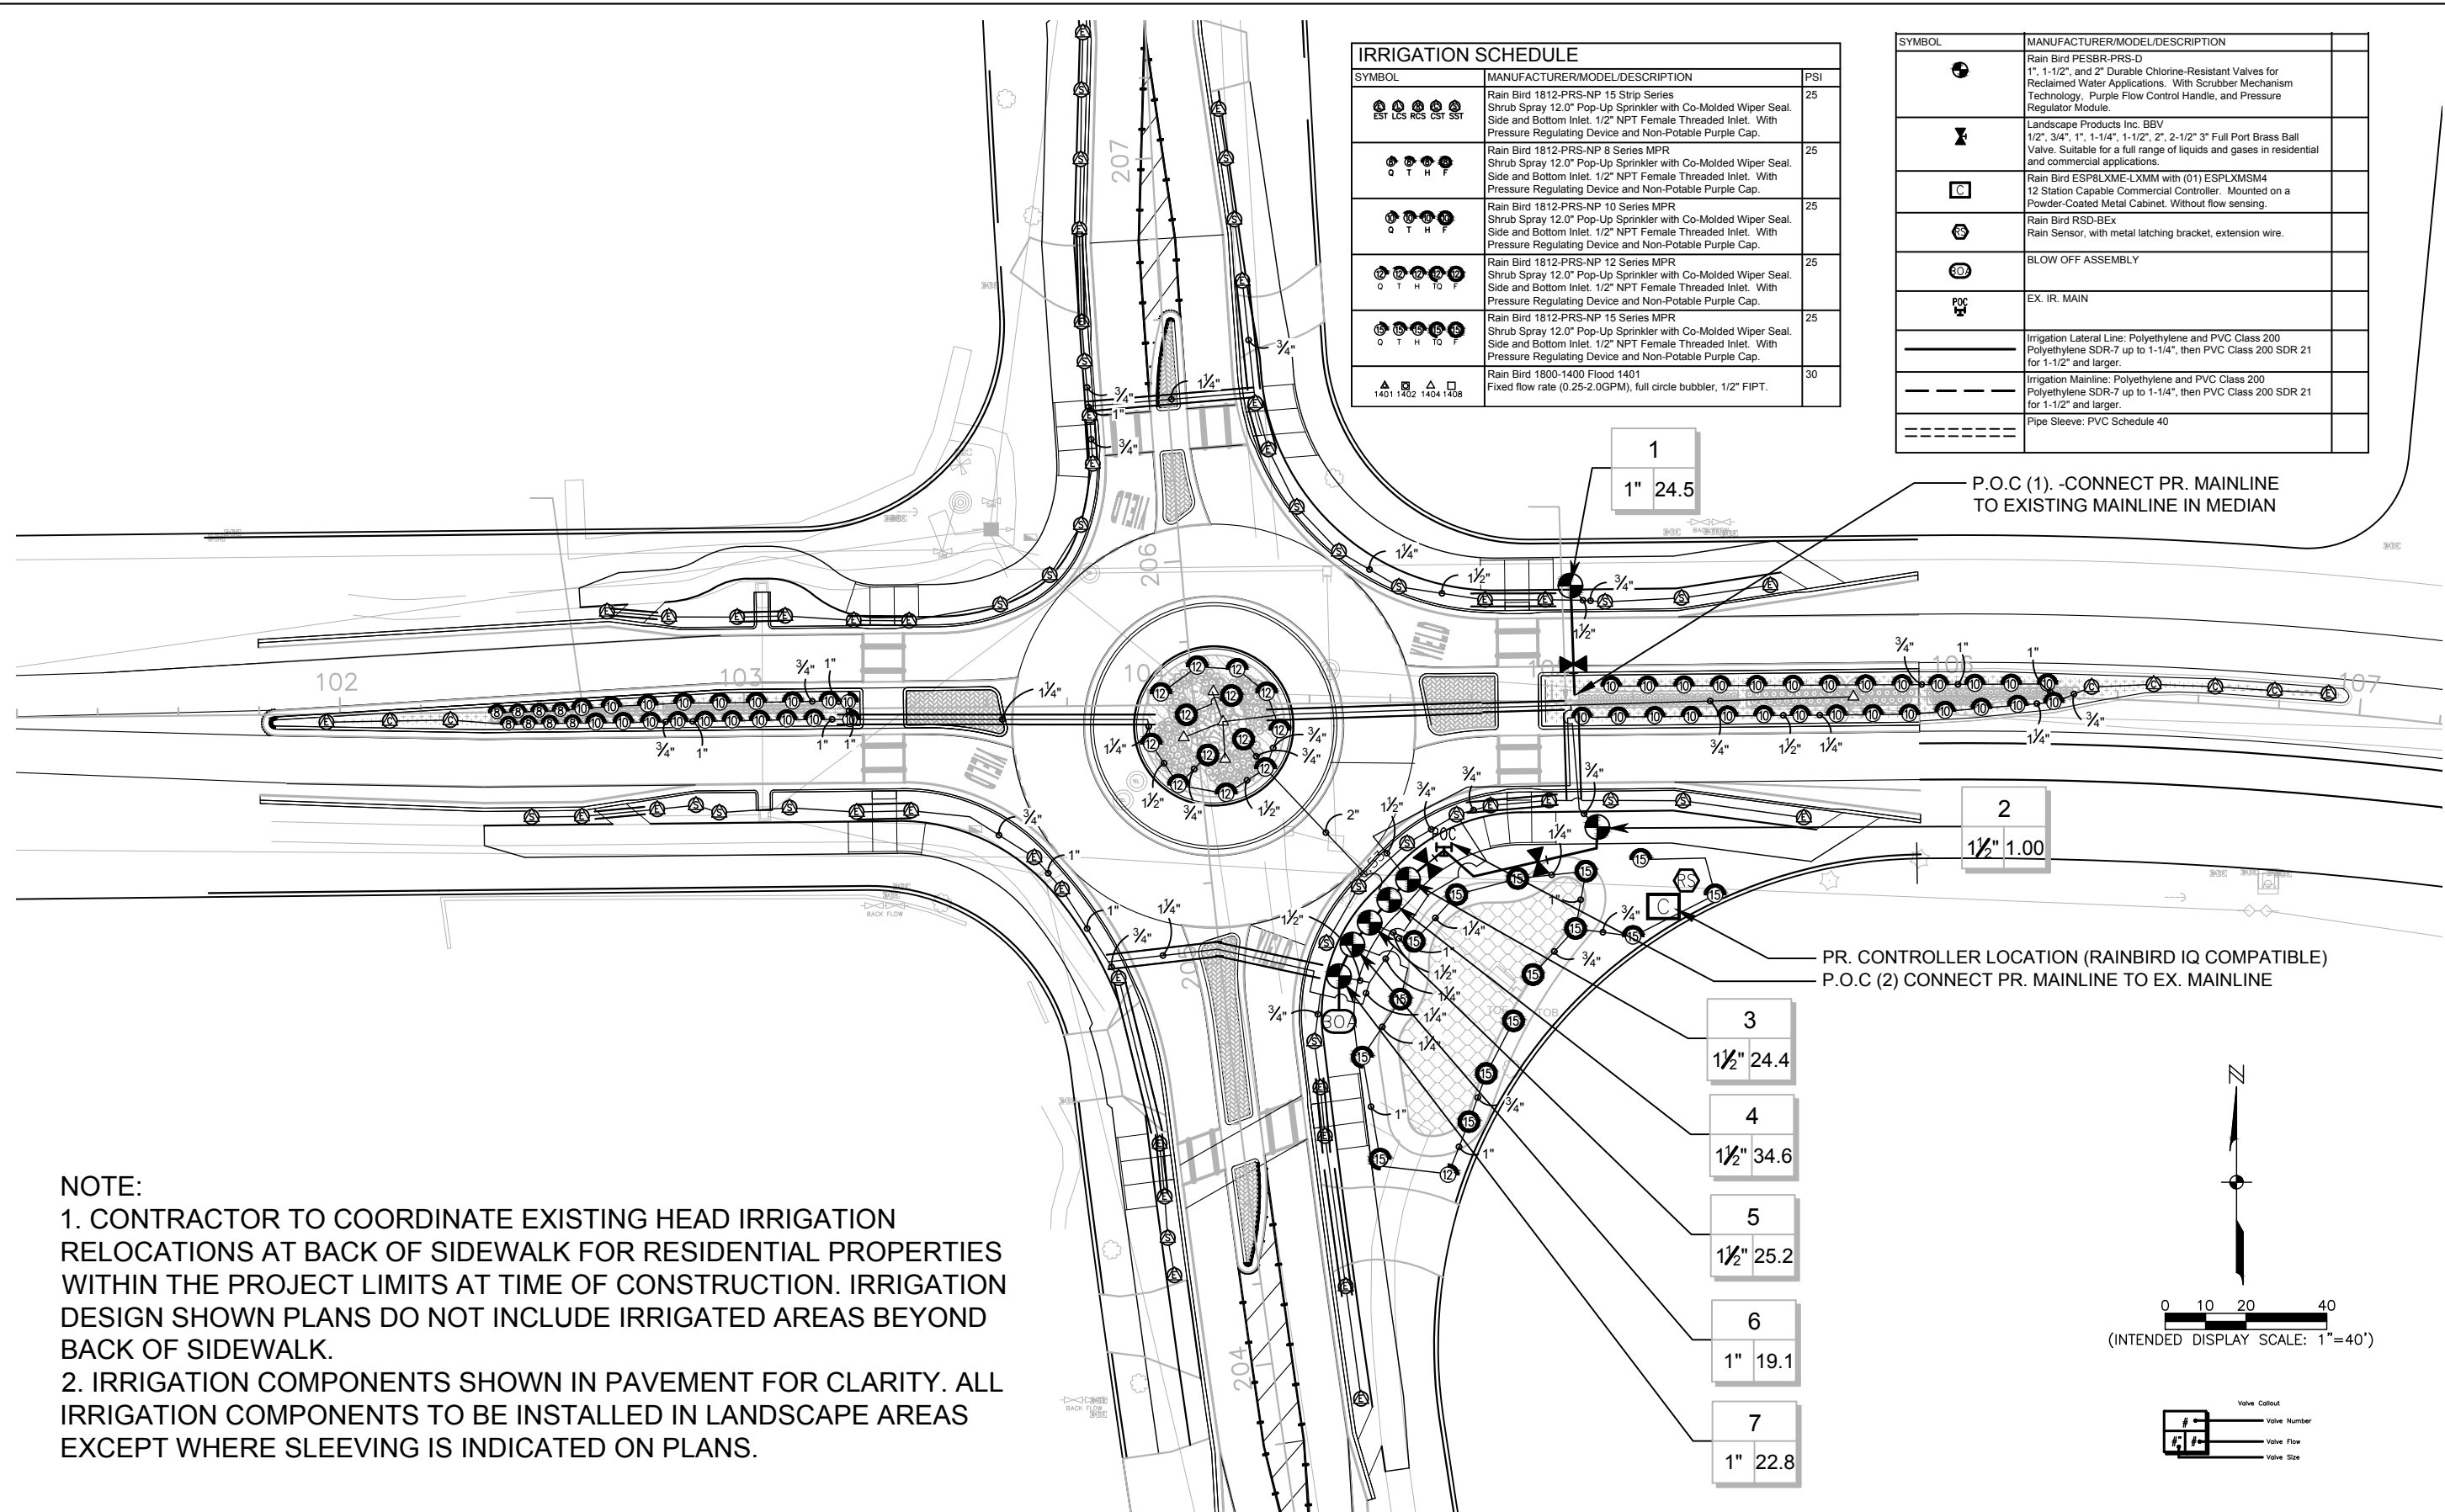 IRRIGATION SCHEDULE
SYMBOL MANUFACTURER/MODEL/DESCRIPTION PSI
EST LCS RCS CST SST
Rain Bird 1812-PRS-NP 15 Strip Series 25
Shrub Spray 12.0" Pop-Up Sprinkler with Co-Molded Wiper Seal.
Side and Bottom Inlet. 1/2" NPT Female Threaded Inlet. With
Pressure Regulating Device and Non-Potable Purple Cap.
Q T H F
Rain Bird 1812-PRS-NP 8 Series MPR 25
Shrub Spray 12.0" Pop-Up Sprinkler with Co-Molded Wiper Seal.
Side and Bottom Inlet. 1/2" NPT Female Threaded Inlet. With
Pressure Regulating Device and Non-Potable Purple Cap.
Q T H F
Rain Bird 1812-PRS-NP 10 Series MPR 25
Shrub Spray 12.0" Pop-Up Sprinkler with Co-Molded Wiper Seal.
Side and Bottom Inlet. 1/2" NPT Female Threaded Inlet. With
Pressure Regulating Device and Non-Potable Purple Cap.
Q T H TQ F
Rain Bird 1812-PRS-NP 12 Series MPR 25
Shrub Spray 12.0" Pop-Up Sprinkler with Co-Molded Wiper Seal.
Side and Bottom Inlet. 1/2" NPT Female Threaded Inlet. With
Pressure Regulating Device and Non-Potable Purple Cap.
Q T H TQ F
Rain Bird 1812-PRS-NP 15 Series MPR 25
Shrub Spray 12.0" Pop-Up Sprinkler with Co-Molded Wiper Seal.
Side and Bottom Inlet. 1/2" NPT Female Threaded Inlet. With
Pressure Regulating Device and Non-Potable Purple Cap.
1401 1402 1404 1408
Rain Bird 1800-1400 Flood 1401 30
Fixed flow rate (0.25-2.0GPM), full circle bubbler, 1/2" FIPT.
SYMBOL MANUFACTURER/MODEL/DESCRIPTION
Rain Bird PESBR-PRS-D
1", 1-1/2", and 2" Durable Chlorine-Resistant Valves for
Reclaimed Water Applications. With Scrubber Mechanism
Technology, Purple Flow Control Handle, and Pressure
Regulator Module.
Landscape Products Inc. BBV
1/2", 3/4", 1", 1-1/4", 1-1/2", 2", 2-1/2" 3" Full Port Brass Ball
Valve. Suitable for a full range of liquids and gases in residential
and commercial applications.
C
Rain Bird ESP8LXME-LXMM with (01) ESPLXMSM4
12 Station Capable Commercial Controller. Mounted on a
Powder-Coated Metal Cabinet. Without flow sensing.
RS
Rain Bird RSD-BEx
Rain Sensor, with metal latching bracket, extension wire.
BOA
BLOW OFF ASSEMBLY
POC
EX. IR. MAIN
Irrigation Lateral Line: Polyethylene and PVC Class 200
Polyethylene SDR-7 up to 1-1/4", then PVC Class 200 SDR 21
for 1-1/2" and larger.
Irrigation Mainline: Polyethylene and PVC Class 200
Polyethylene SDR-7 up to 1-1/4", then PVC Class 200 SDR 21
for 1-1/2" and larger.
Pipe Sleeve: PVC Schedule 40
P.O.C (1). -CONNECT PR. MAINLINE
TO EXISTING MAINLINE IN MEDIAN
1
1" 24.5
2
1½" 1.00
PR. CONTROLLER LOCATION (RAINBIRD IQ COMPATIBLE)
P.O.C (2) CONNECT PR. MAINLINE TO EX. MAINLINE
3
1½" 24.4
4
1½" 34.6
5
1½" 25.2
6
1" 19.1
7
1" 22.8
207
206
204
102
103
106
107
YIELD
YIELD
YIELD
YIELD
BACK FLOW
BACK FLOW
POC
BOA
RS
C
NOTE:
1. CONTRACTOR TO COORDINATE EXISTING HEAD IRRIGATION
RELOCATIONS AT BACK OF SIDEWALK FOR RESIDENTIAL PROPERTIES
WITHIN THE PROJECT LIMITS AT TIME OF CONSTRUCTION. IRRIGATION
DESIGN SHOWN PLANS DO NOT INCLUDE IRRIGATED AREAS BEYOND
BACK OF SIDEWALK.
2. IRRIGATION COMPONENTS SHOWN IN PAVEMENT FOR CLARITY. ALL
IRRIGATION COMPONENTS TO BE INSTALLED IN LANDSCAPE AREAS
EXCEPT WHERE SLEEVING IS INDICATED ON PLANS.
N
0 10 20 40
(INTENDED DISPLAY SCALE: 1"=40')
Valve Callout
# Valve Number
#" #
Valve Flow
Valve Size